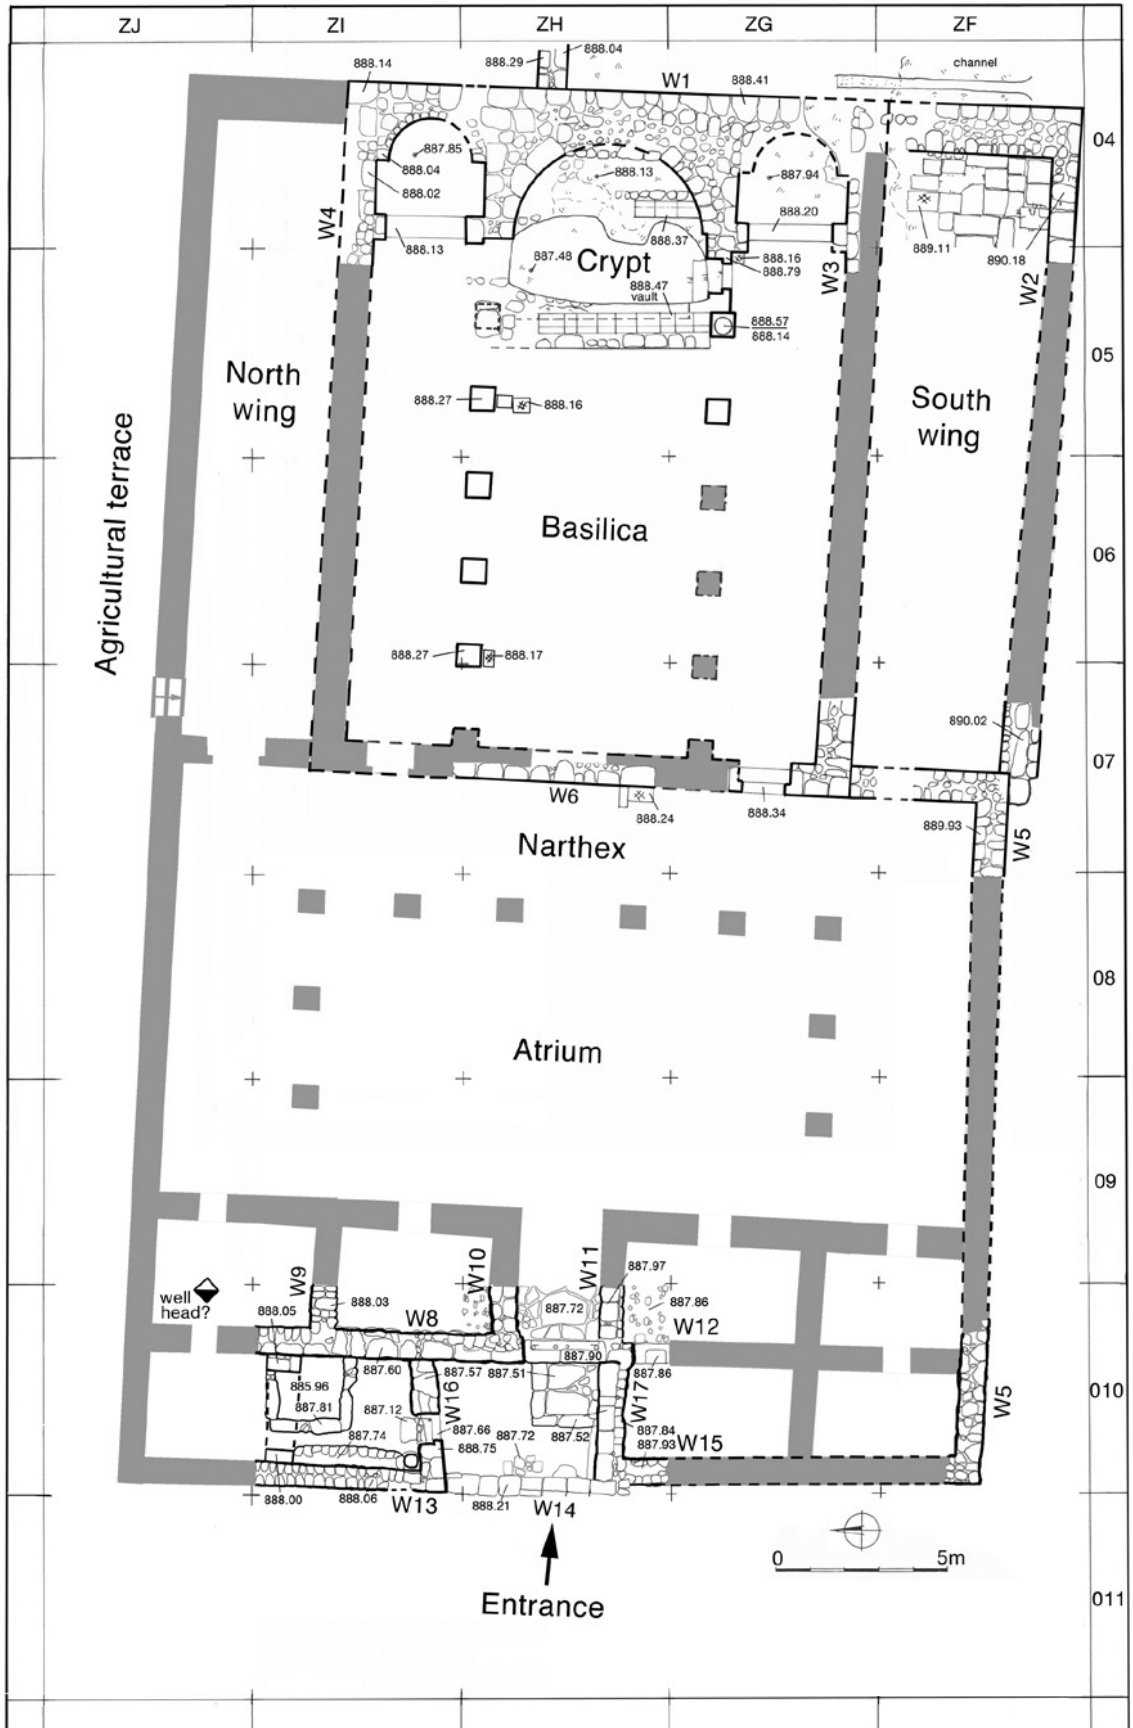 ZJ
ZI
ZH
ZG
ZF
888.04
888.29
888.14
W1
888.41
channel
04
887.85
888.04
888.02
888.13
887.94
W4
888.20
888.13
888.37
889.11
890.18
887.48
Crypt
888.16
888.79
W3
W2
888.47
vault
888.57
888.14
05
North
wing
South
wing
888.27
888.16
Agricultural terrace
Basilica
06
888.27
888.17
890.02
07
W6
888.24
888.34
889.93
W5
Narthex
08
Atrium
09
W9
W10
W11
887.97
well
head?
888.05
888.03
W8
887.72
887.86
W12
887.90
887.60
887.57
887.51
887.86
885.96
887.81
W16
W17
010
W5
887.12
887.66
887.52
887.84
887.74
888.75
887.72
887.93
W15
888.00
888.06
W13
888.21
W14
0
5m
Entrance
011